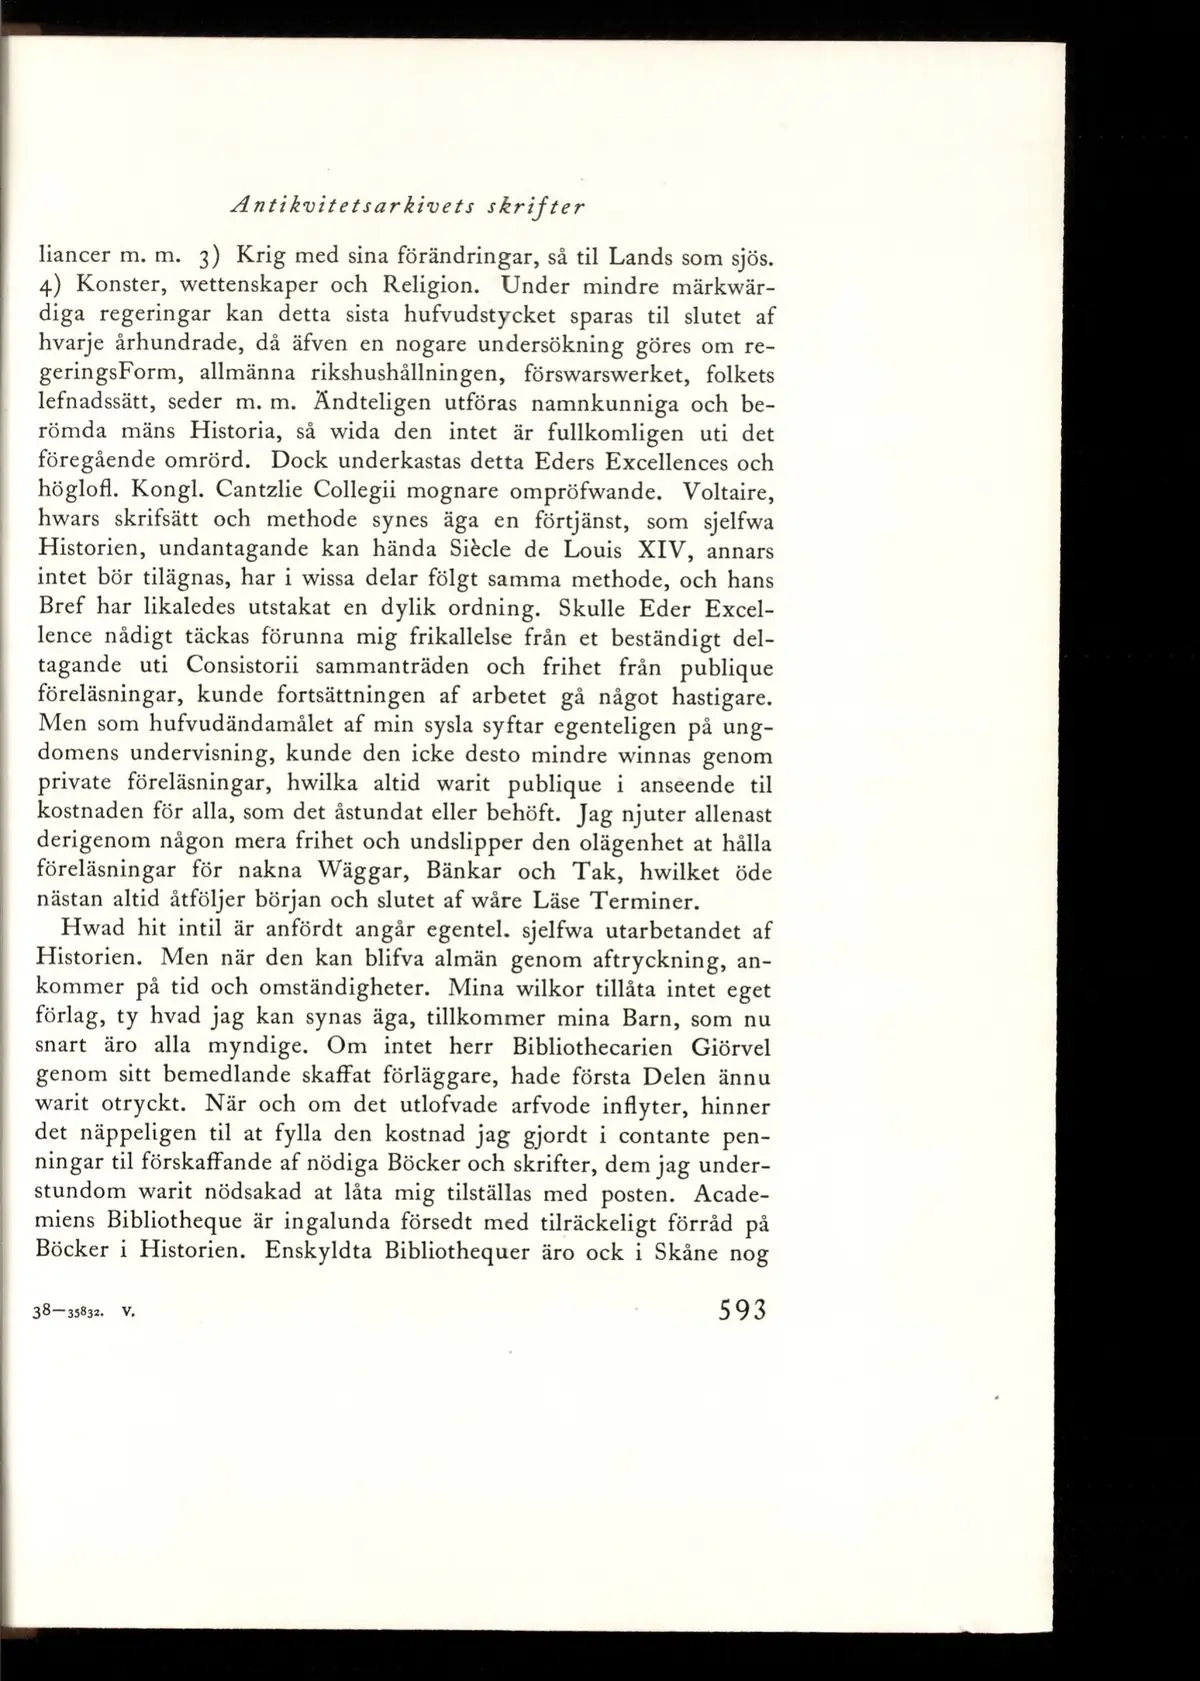 Antikvitetsarkivets skrifter
liancer m. m. 3) Krig med sina förändringar, så til Lands som sjös.
4) Konster, wettenskaper och Religion. Under mindre märkwär-
diga regeringar kan detta sista hufvudstycket sparas til slutet af
hvarje århundrade, då äfven en nogare undersökning göres om re-
geringsForm, allmänna rikshushållningen, förswarswerket, folkets
lefnadssätt, seder m. m. Ändteligen utföras namnkunniga och be-
römda mäns Historia, så wida den intet är fullkomligen uti det
föregående omrörd. Dock underkastas detta Eders Excellences och
höglofl. Kongl. Cantzlie Collegii mognare ompröfwande. Voltaire,
hwars skrifsätt och methode synes äga en förtjänst, som sjelfwa
Historien, undantagande kan hända Siècle de Louis XIV, annars
intet bör tilägnas, har i wissa delar fölgt samma methode, och hans
Bref har likaledes utstakat en dylik ordning. Skulle Eder Excel-
lence nådigt täckas förunna mig frikallelse från et beständigt del-
tagande uti Consistorii sammanträden och frihet från publique
föreläsningar, kunde fortsättningen af arbetet gå något hastigare.
Men som hufvudändamålet af min sysla syftar egenteligen på ung-
domens undervisning, kunde den icke desto mindre winnas genom
private föreläsningar, hwilka altid warit publique i anseende til
kostnaden för alla, som det åstundat eller behöft. Jag njuter allenast
derigenom någon mera frihet och undslipper den olägenhet at hålla
föreläsningar för nakna Wäggar, Bänkar och Tak, hwilket öde
nästan altid åtföljer början och slutet af wåre Läse Terminer.
Hwad hit intil är anfördt angår egentel. sjelfwa utarbetandet af
Historien. Men när den kan blifva almän genom aftryckning, an-
kommer på tid och omständigheter. Mina wilkor tillåta intet eget
förlag, ty hvad jag kan synas äga, tillkommer mina Barn, som nu
snart äro alla myndige. Om intet herr Bibliothecarien Giörvel
genom sitt bemedlande skaffat förläggare, hade första Delen ännu
warit otryckt. När och om det utlofvade arfvode inflyter, hinner
det näppeligen til at fylla den kostnad jag gjordt i contante pen-
ningar til förskaffande af nödiga Böcker och skrifter, dem jag under-
stundom warit nödsakad at låta mig tilställas med posten. Acade-
miens Bibliotheque är ingalunda försedt med tilräckeligt förråd på
Böcker i Historien. Enskyldta Bibliothequer äro ock i Skåne nog
38—35832. V.
593